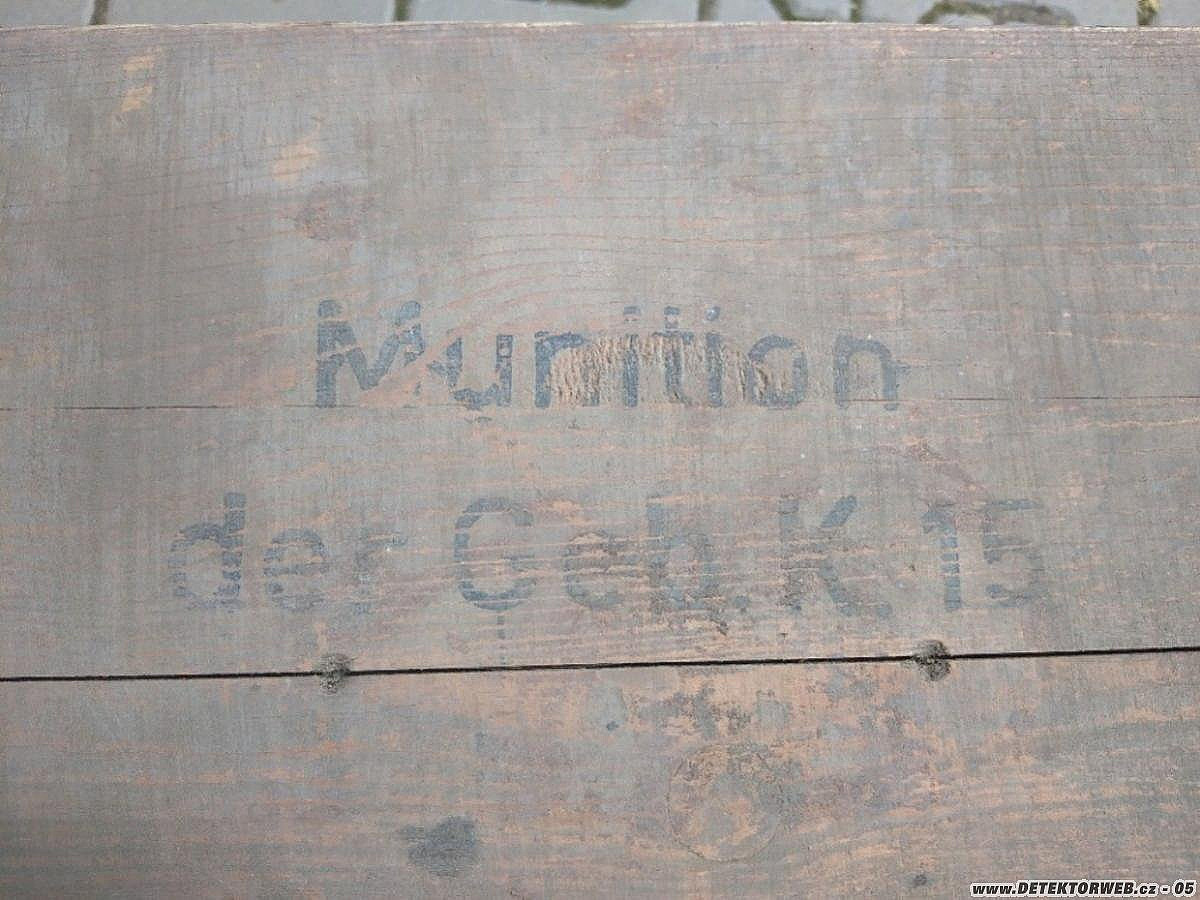 Munition
der Geb. K. 15
www.DETEKTORWEB.cz - 05